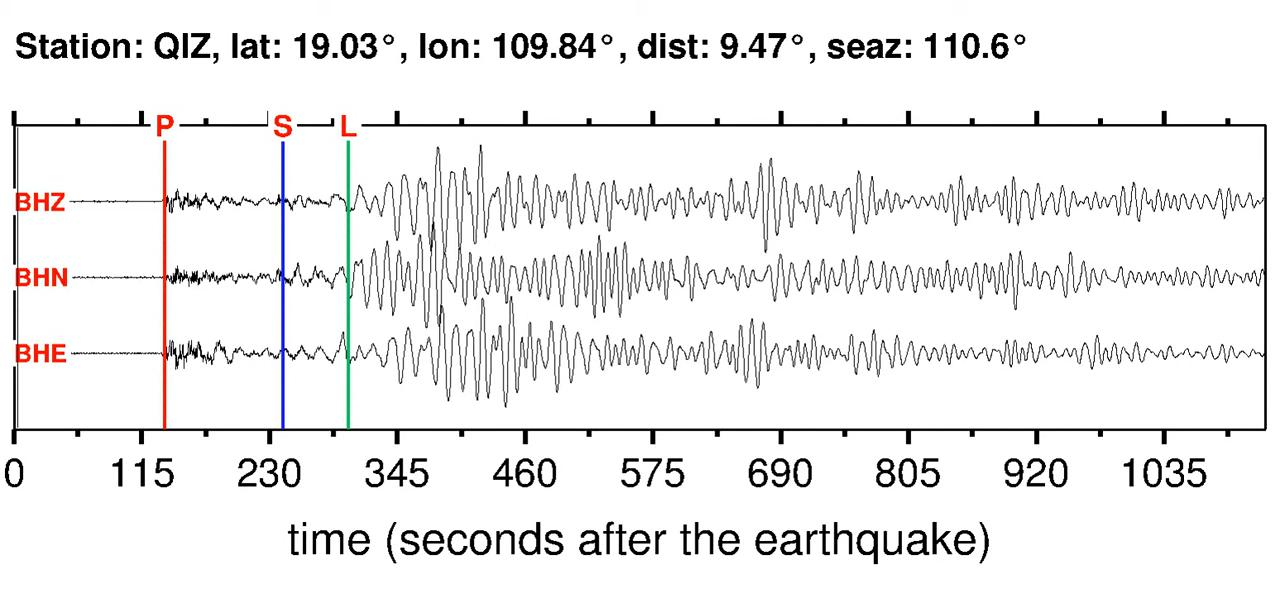 Station: QIZ, lat: 19.03°, lon: 109.84°, dist: 9.47°, seaz: 110.6°
P S L
BHZ
BHN
BHE
0 115 230 345 460 575 690 805 920 1035
time (seconds after the earthquake)